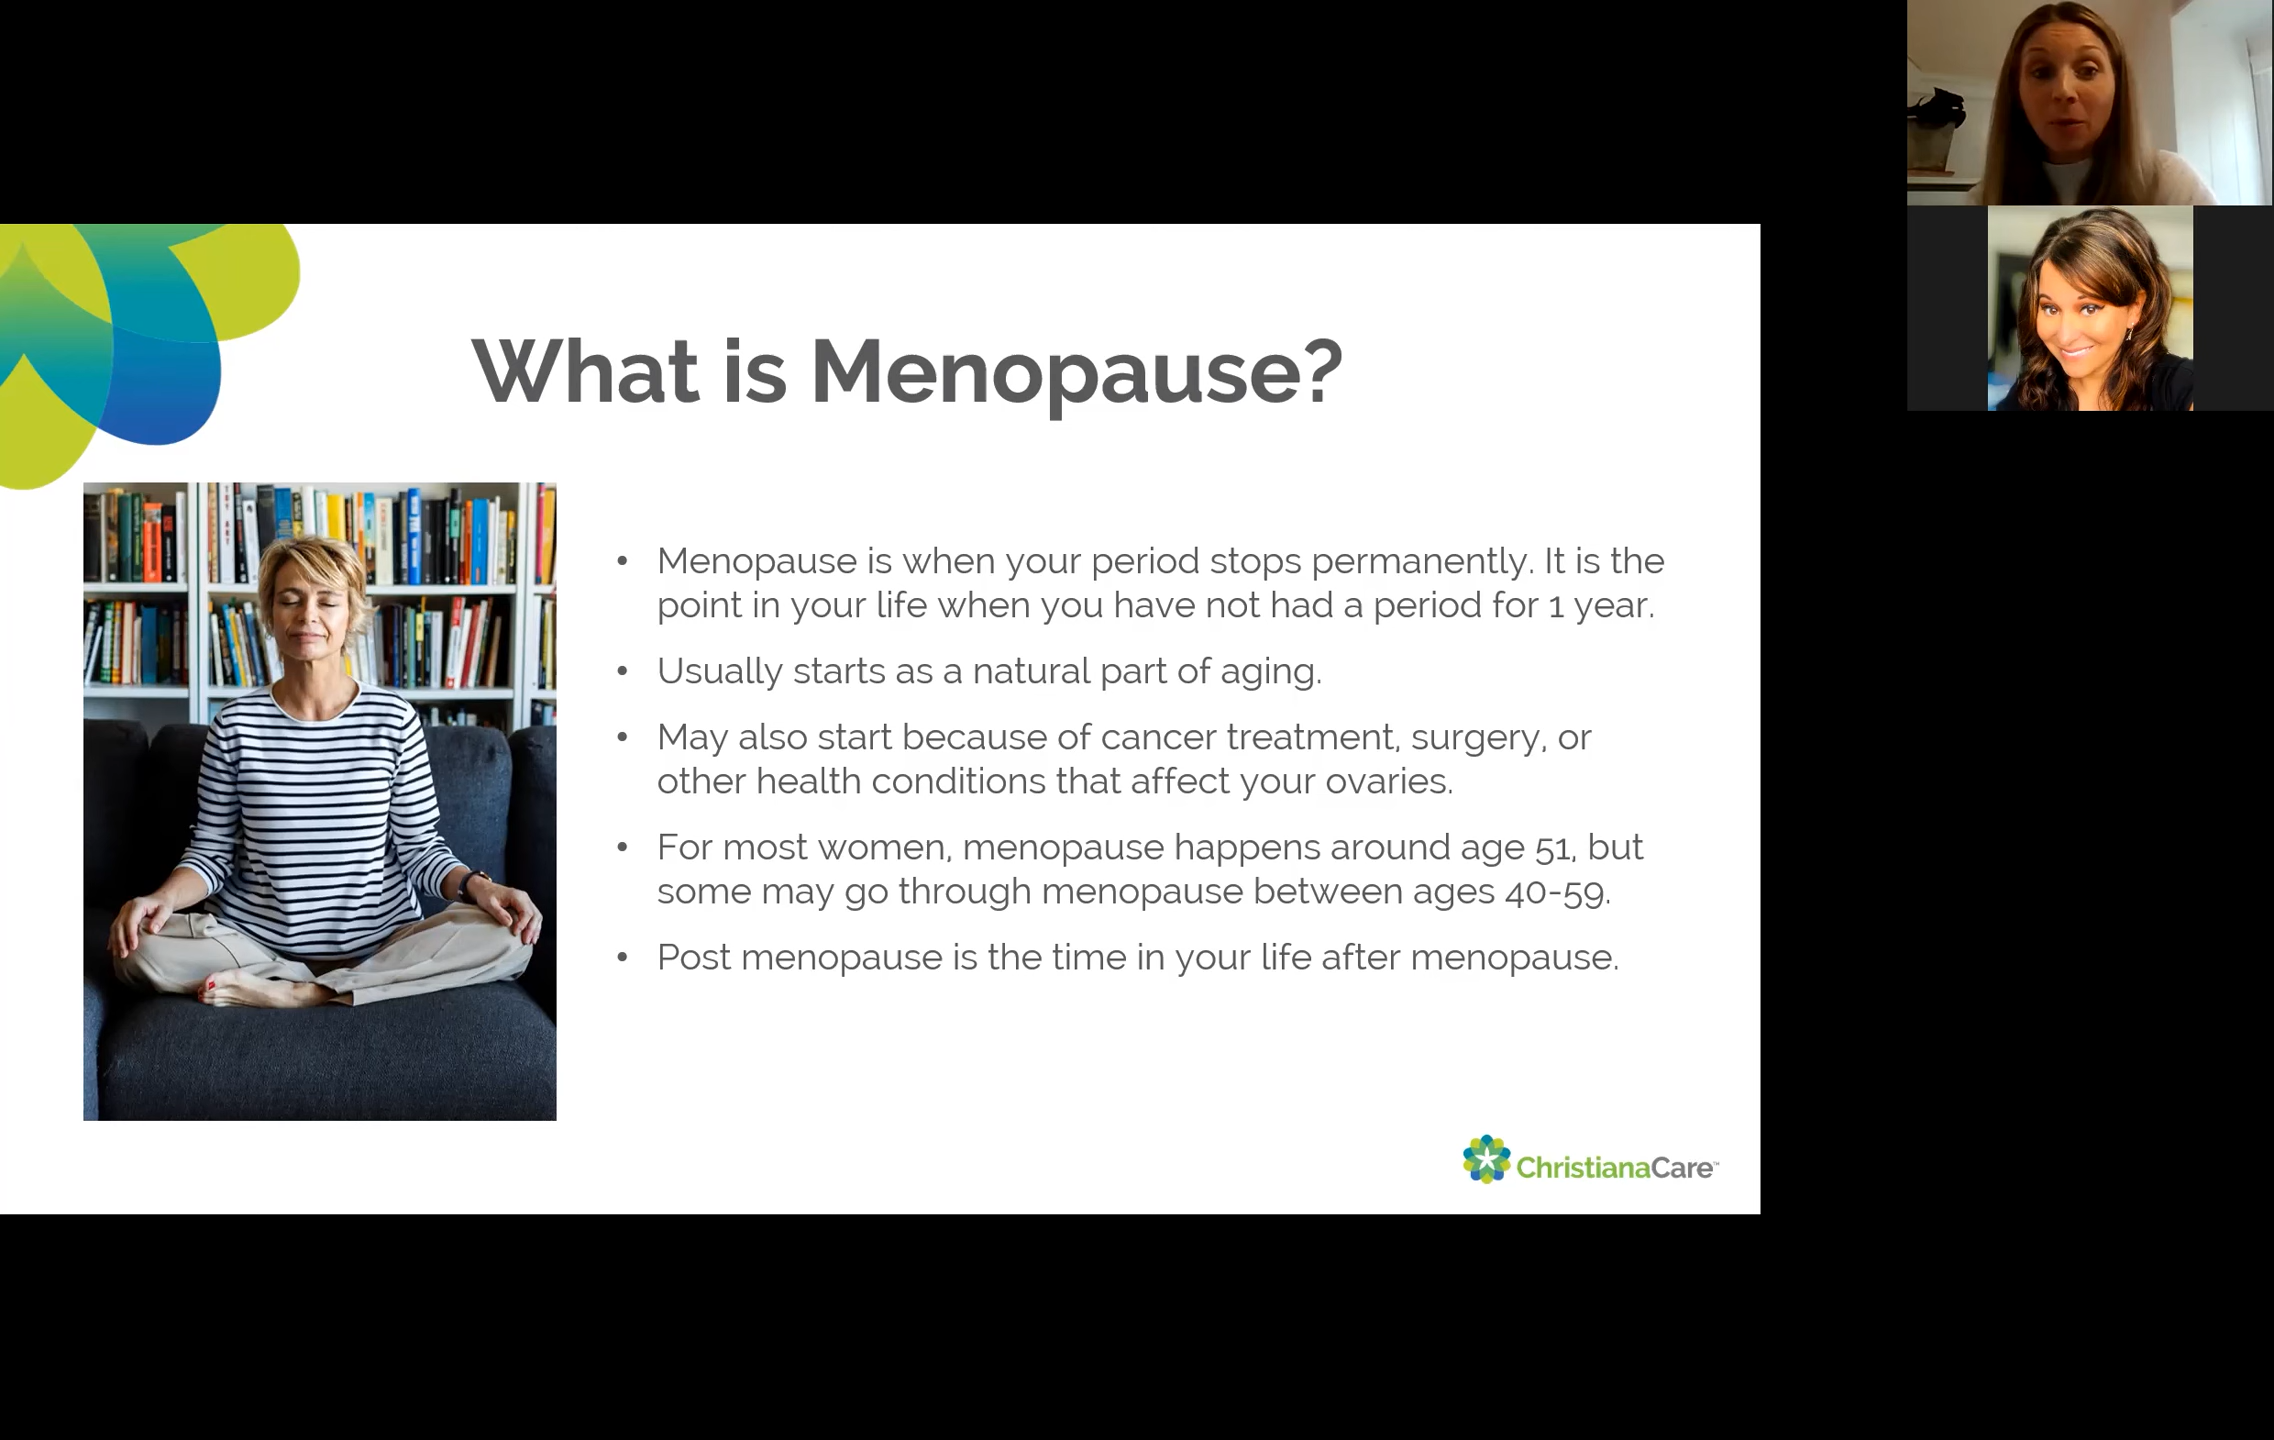 What is Menopause?
• Menopause is when your period stops permanently. It is the
point in your life when you have not had a period for 1 year.
• Usually starts as a natural part of aging.
• May also start because of cancer treatment, surgery, or
other health conditions that affect your ovaries.
• For most women, menopause happens around age 51, but
some may go through menopause between ages 40-59.
• Post menopause is the time in your life after menopause.
ChristianaCare™